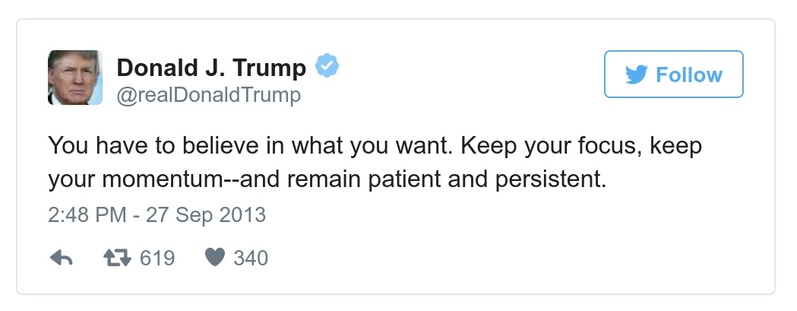 Donald J. Trump
@realDonaldTrump
Follow
You have to believe in what you want. Keep your focus, keep
your momentum--and remain patient and persistent.
2:48 PM - 27 Sep 2013
619 340